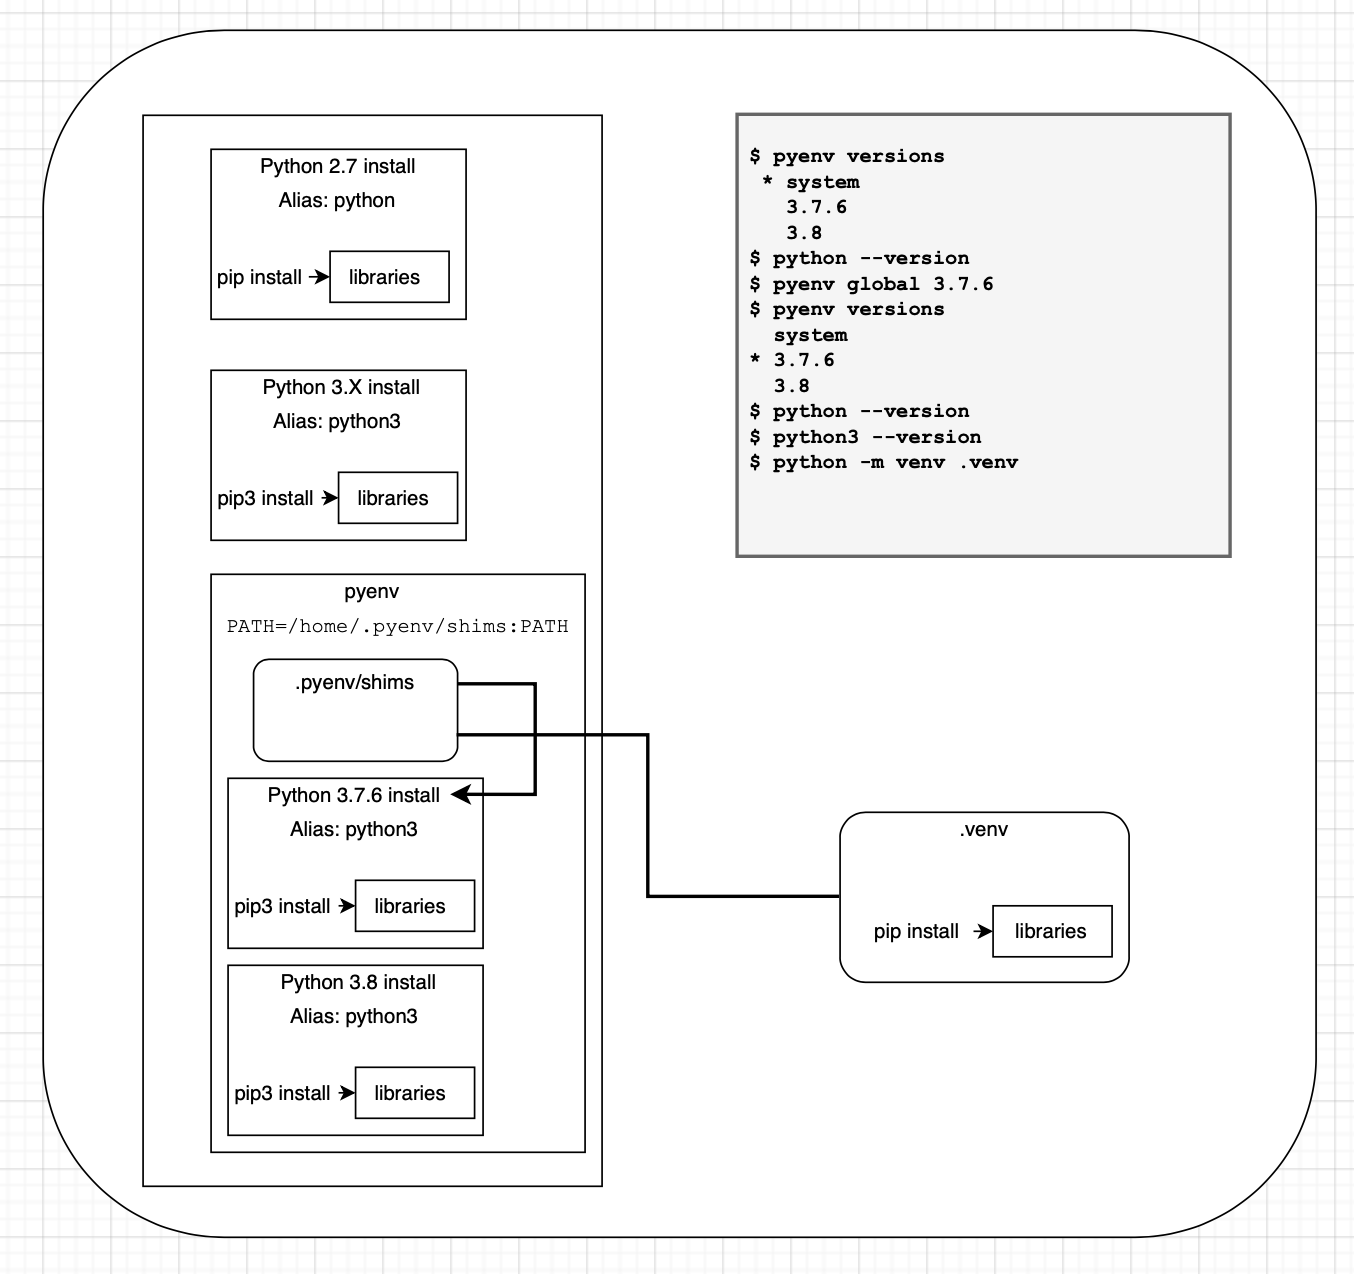 Python 2.7 install
Alias: python
pip install
libraries
Python 3.X install
Alias: python3
pip3 install
libraries
pyenv
PATH=/home/.pyenv/shims:PATH
.pyenv/shims
Python 3.7.6 install
Alias: python3
pip3 install
libraries
Python 3.8 install
Alias: python3
pip3 install
libraries
$ pyenv versions
* system
3.7.6
3.8
$ python --version
$ pyenv global 3.7.6
$ pyenv versions
system
* 3.7.6
3.8
$ python --version
$ python3 --version
$ python -m venv .venv
.venv
pip install
libraries